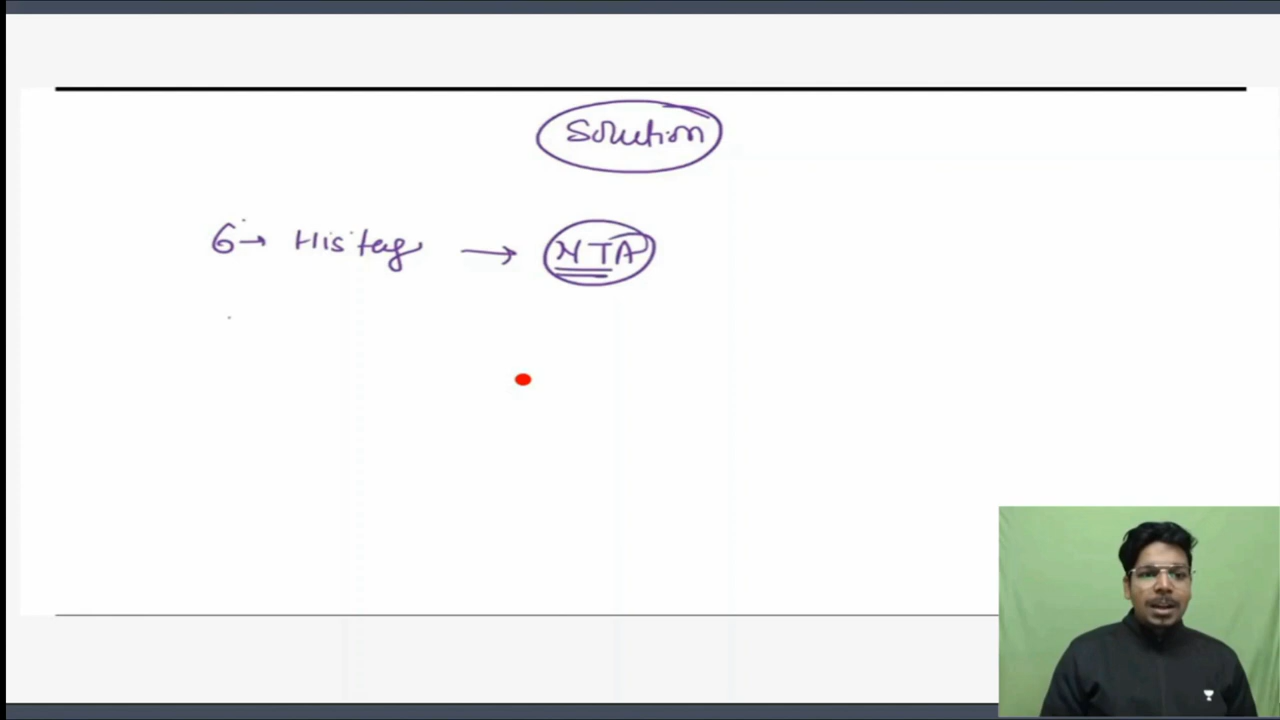 Solution
6→ His tag → NTA